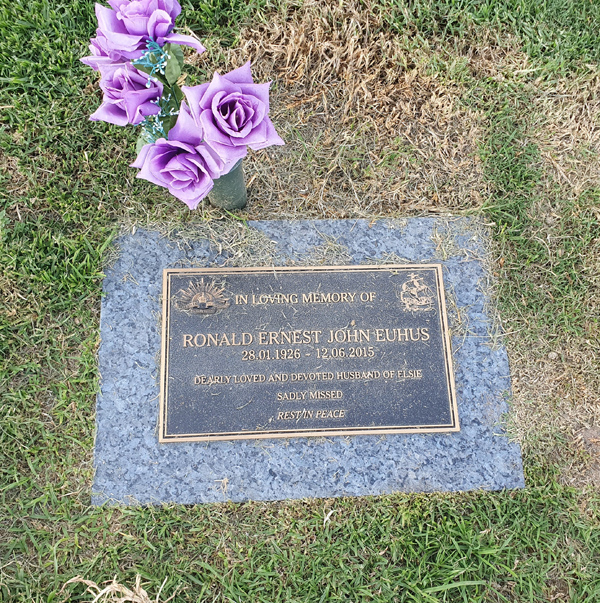 IN LOVING MEMORY OF
RONALD ERNEST JOHN EUHUS
28.01.1926 - 12.06.2015
DEARLY LOVED AND DEVOTED HUSBAND OF ELSIE
SADLY MISSED
REST IN PEACE